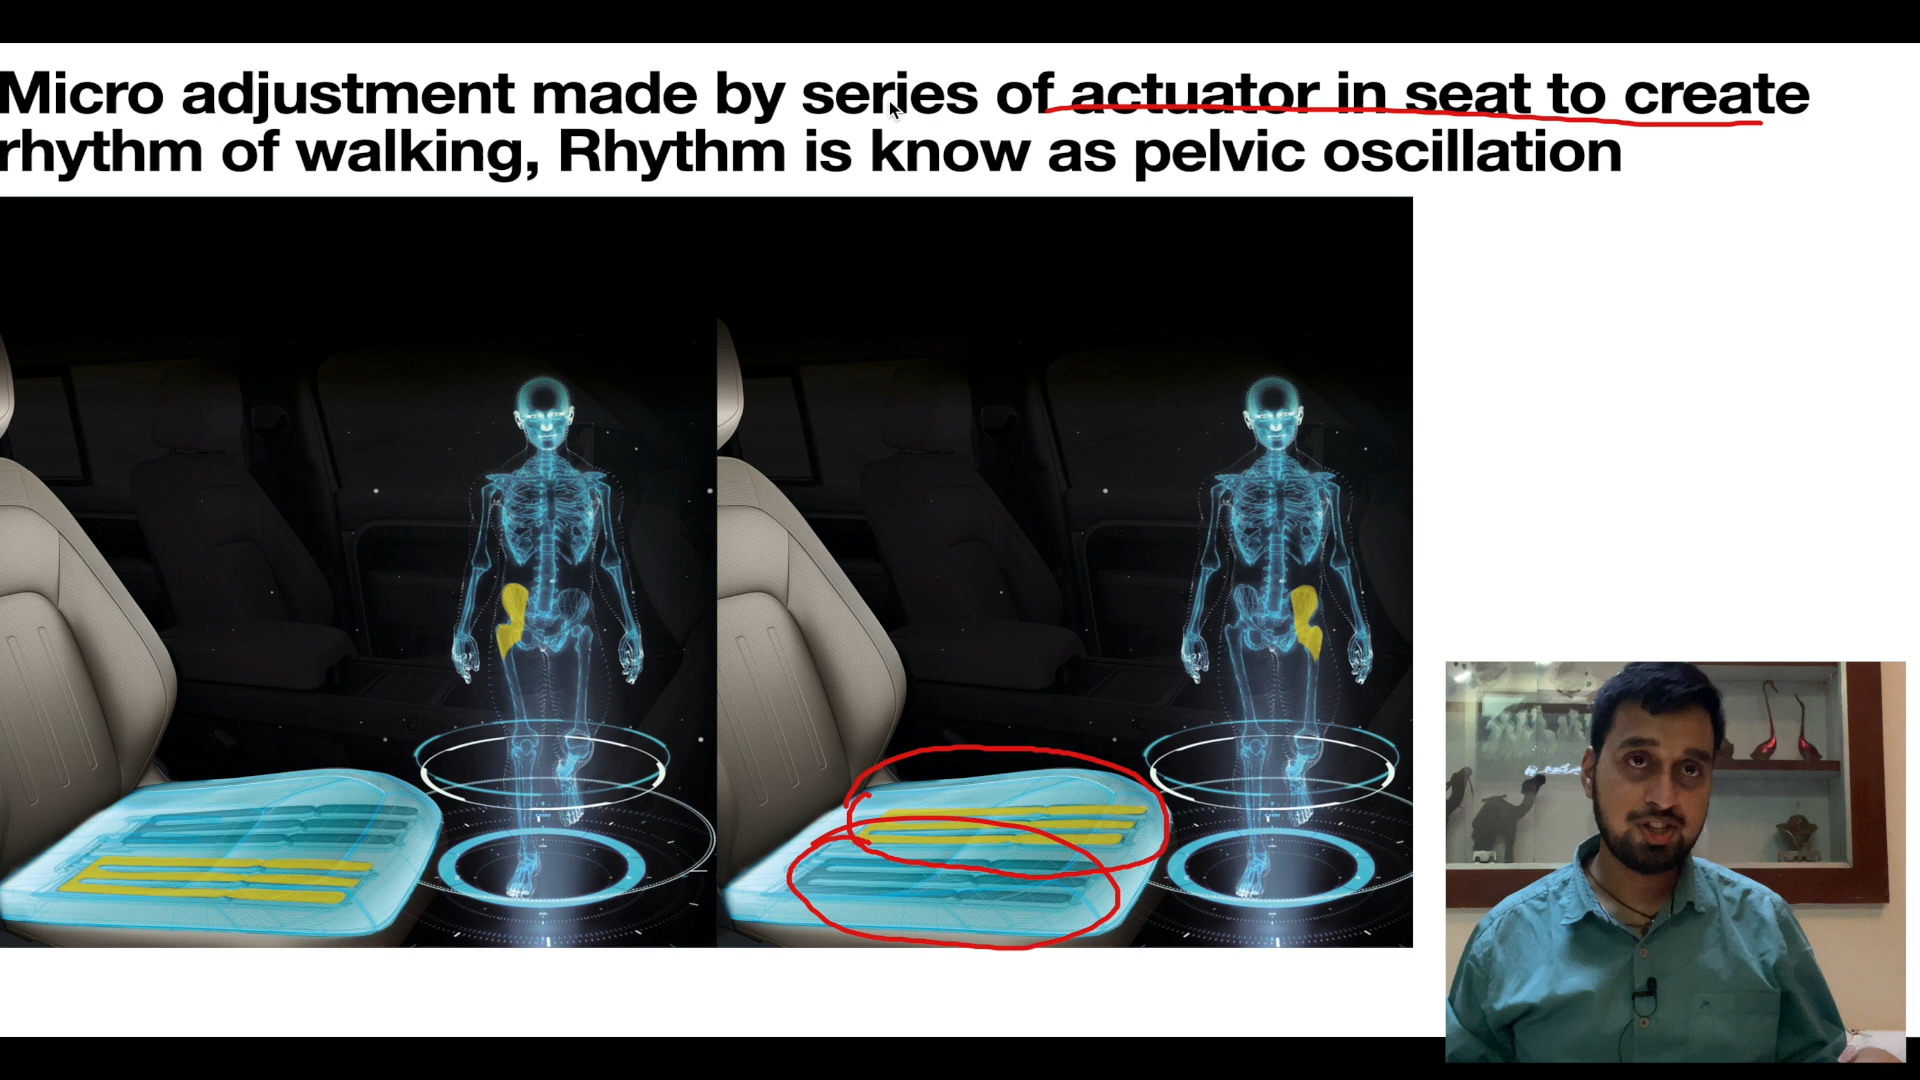 Micro adjustment made by series of actuator in seat to create
rhythm of walking, Rhythm is know as pelvic oscillation